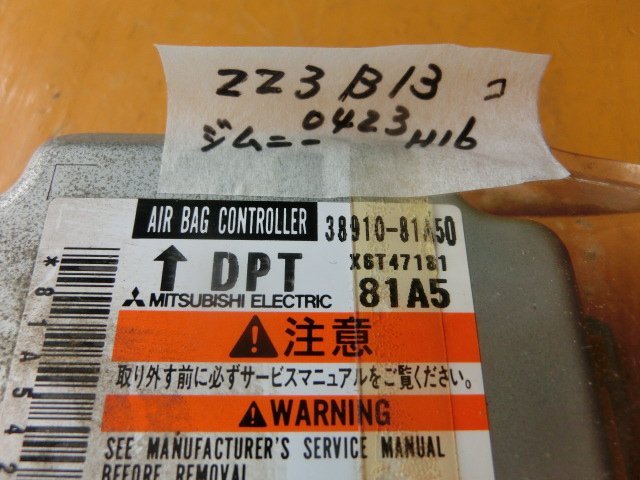 223 B13 コ
ジムニー 0423 H16
AIR BAG CONTROLLER 38910-81A50
↑ DPT X6T47181
MITSUBISHI ELECTRIC 81A5
注意
取り外す前に必ずサービスマニュアルをご覧ください。
WARNING
SEE MANUFACTURER'S SERVICE MANUAL
BEFORE REMOVAL
*81A542